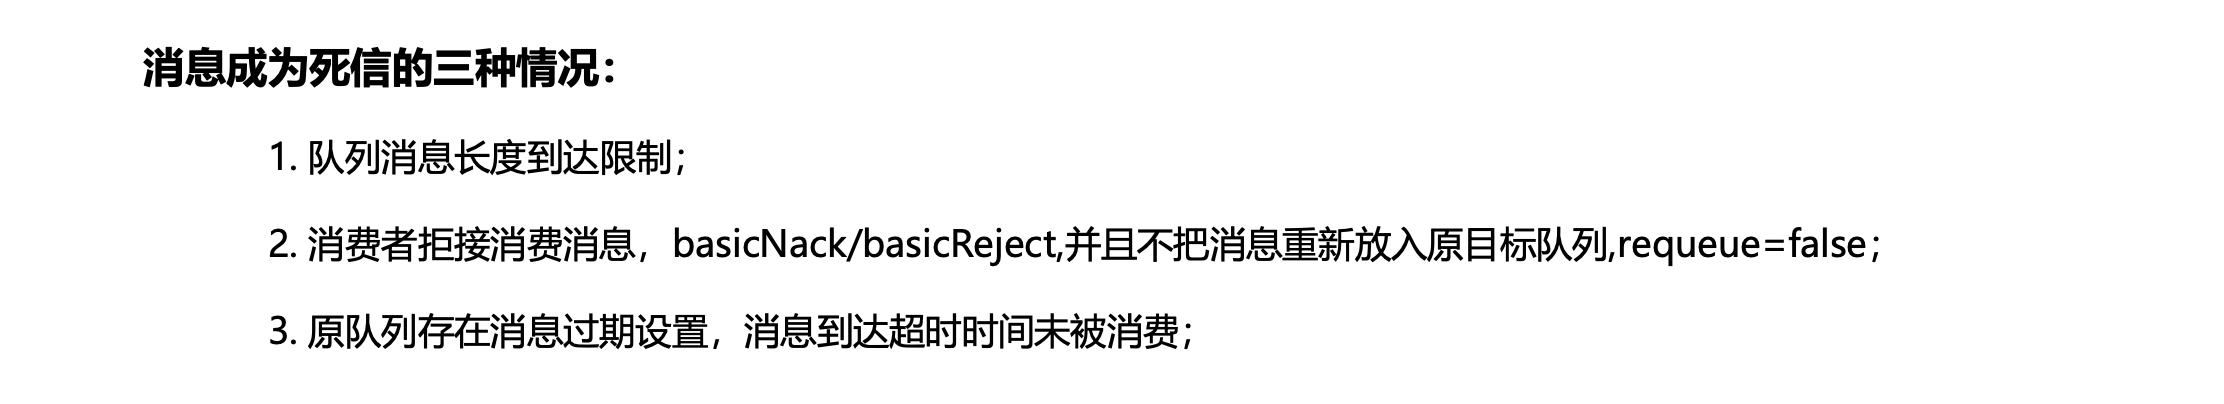 消息成为死信的三种情况：
1. 队列消息长度到达限制；
2. 消费者拒接消费消息，basicNack/basicReject,并且不把消息重新放入原目标队列,requeue=false；
3. 原队列存在消息过期设置，消息到达超时时间未被消费；